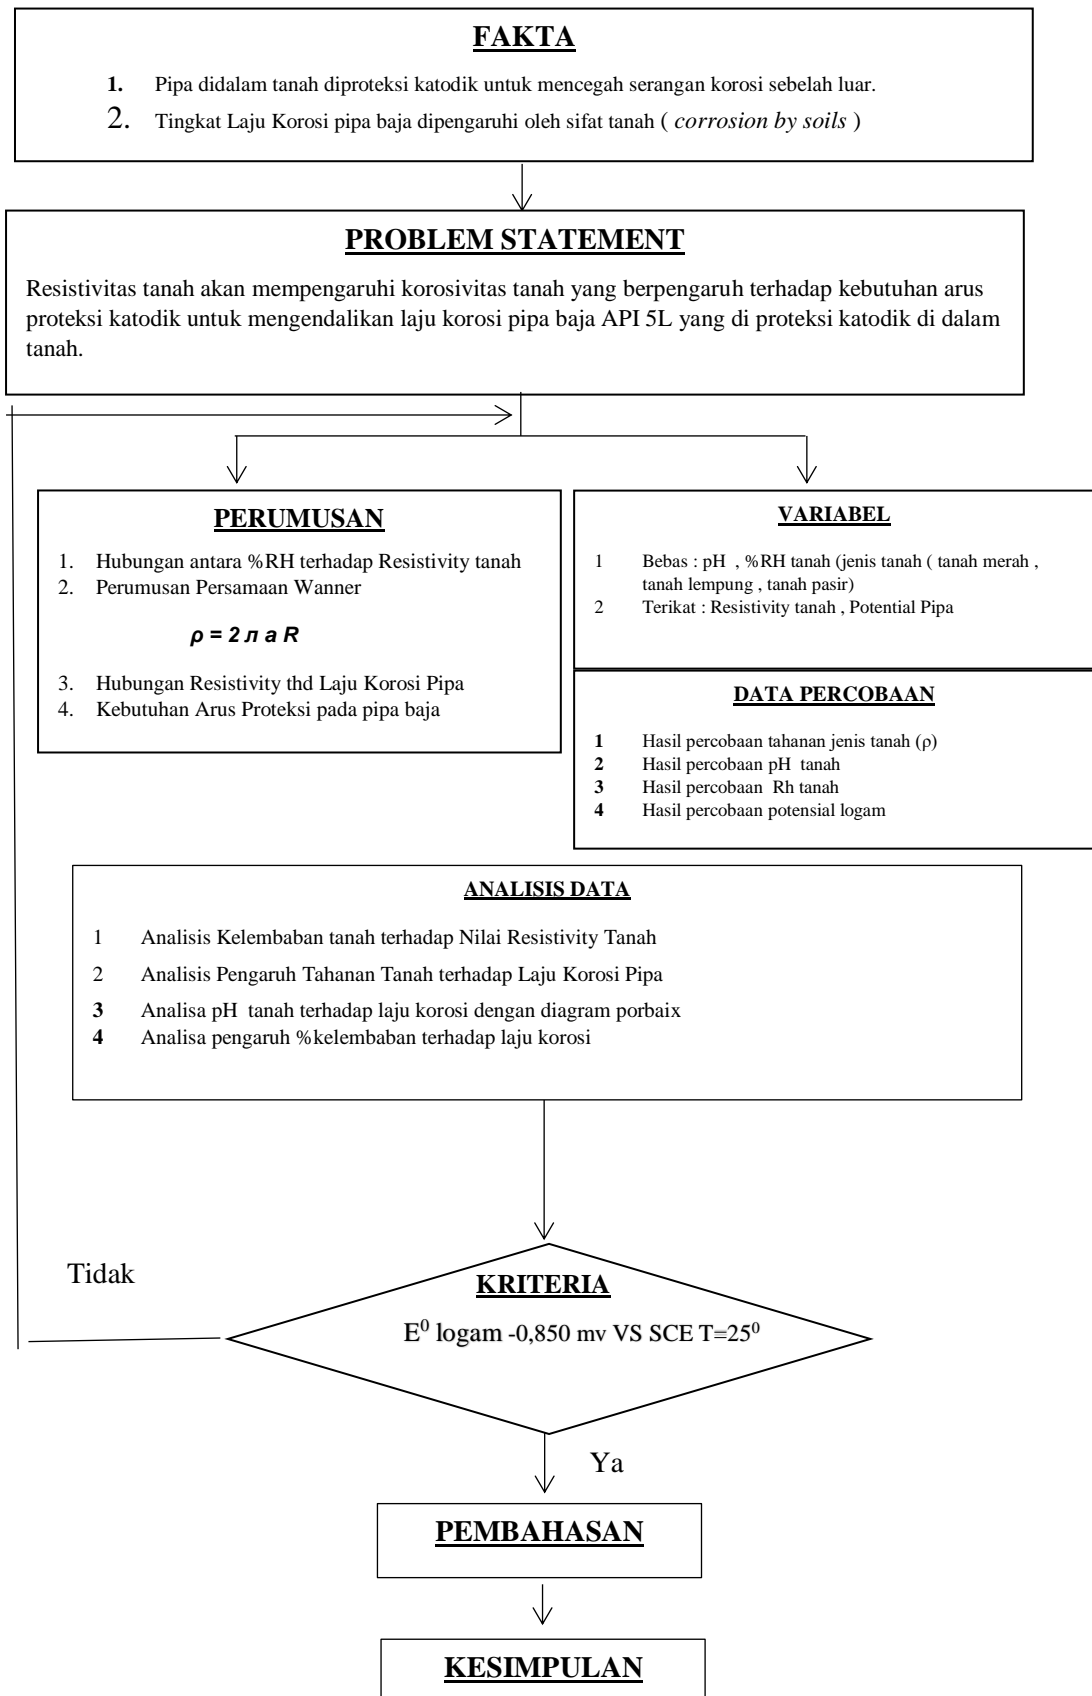 FAKTA
1. Pipa didalam tanah diproteksi katodik untuk mencegah serangan korosi sebelah luar.
2. Tingkat Laju Korosi pipa baja dipengaruhi oleh sifat tanah ( corrosion by soils )
PROBLEM STATEMENT
Resistivitas tanah akan mempengaruhi korosivitas tanah yang berpengaruh terhadap kebutuhan arus
proteksi katodik untuk mengendalikan laju korosi pipa baja API 5L yang di proteksi katodik di dalam
tanah.
PERUMUSAN
1. Hubungan antara %RH terhadap Resistivity tanah
2. Perumusan Persamaan Wanner
ρ = 2 л a R
3. Hubungan Resistivity thd Laju Korosi Pipa
4. Kebutuhan Arus Proteksi pada pipa baja
VARIABEL
1 Bebas : pH , %RH tanah (jenis tanah ( tanah merah ,
tanah lempung , tanah pasir)
2 Terikat : Resistivity tanah , Potential Pipa
DATA PERCOBAAN
1 Hasil percobaan tahanan jenis tanah (ρ)
2 Hasil percobaan pH tanah
3 Hasil percobaan Rh tanah
4 Hasil percobaan potensial logam
ANALISIS DATA
1 Analisis Kelembaban tanah terhadap Nilai Resistivity Tanah
2 Analisis Pengaruh Tahanan Tanah terhadap Laju Korosi Pipa
3 Analisa pH tanah terhadap laju korosi dengan diagram porbaix
4 Analisa pengaruh %kelembaban terhadap laju korosi
Tidak
KRITERIA
E⁰ logam -0,850 mv VS SCE T=25⁰
Ya
PEMBAHASAN
KESIMPULAN